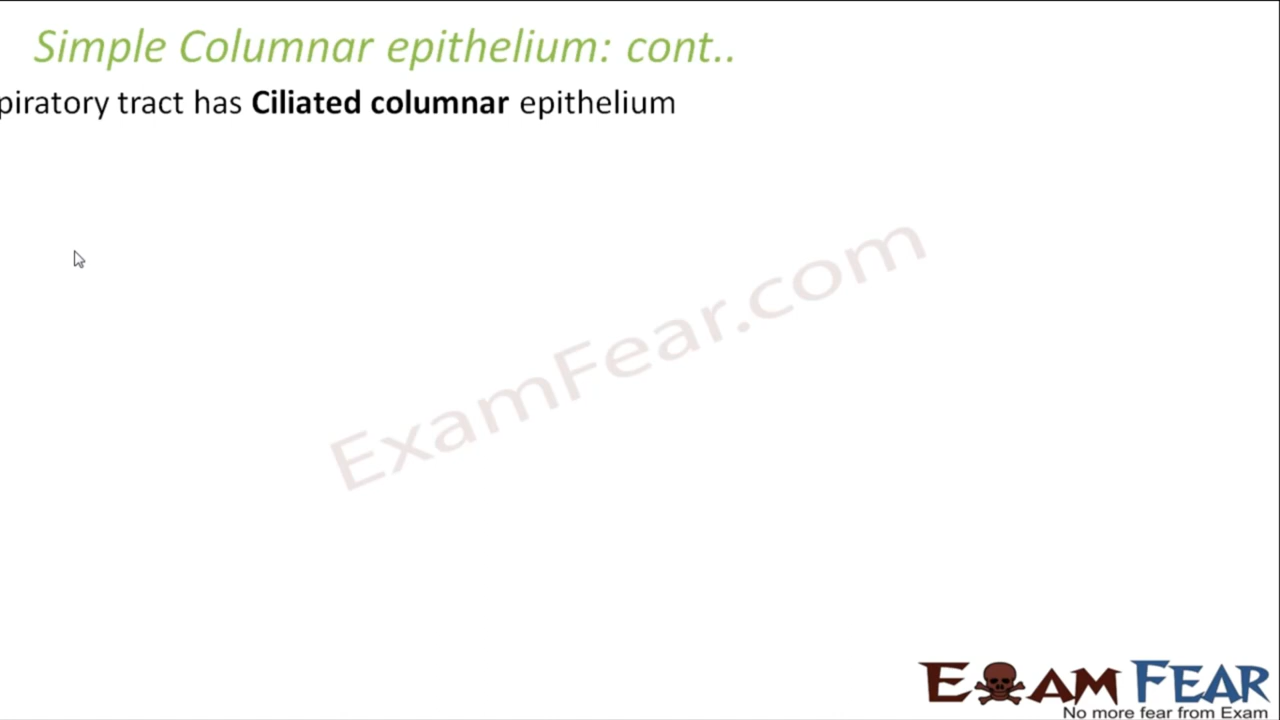 Simple Columnar epithelium: cont..
piratory tract has Ciliated columnar epithelium
ExamFear.com
EXAM FEAR
No more fear from Exam